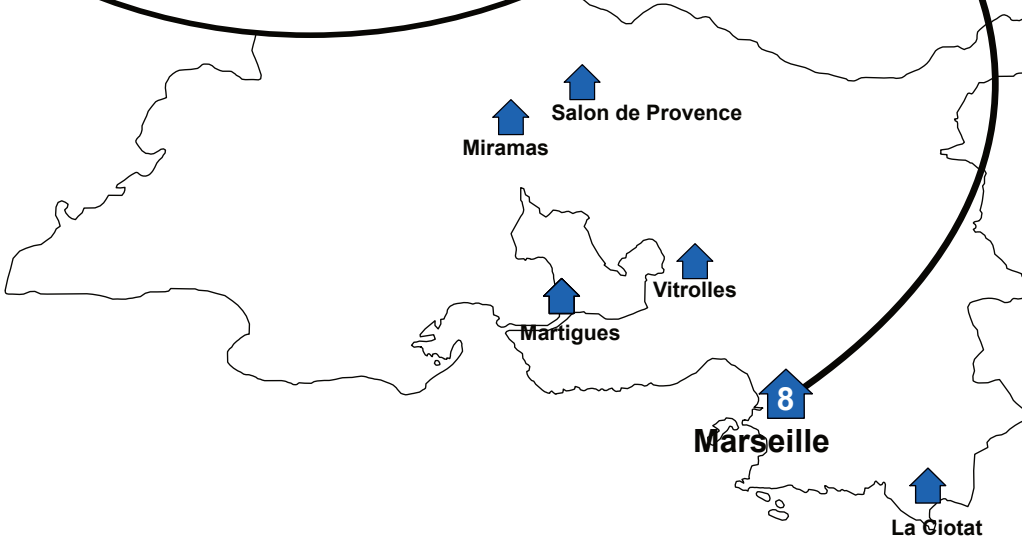 Salon de Provence
Miramas
Vitrolles
Martigues
8
Marseille
La Ciotat